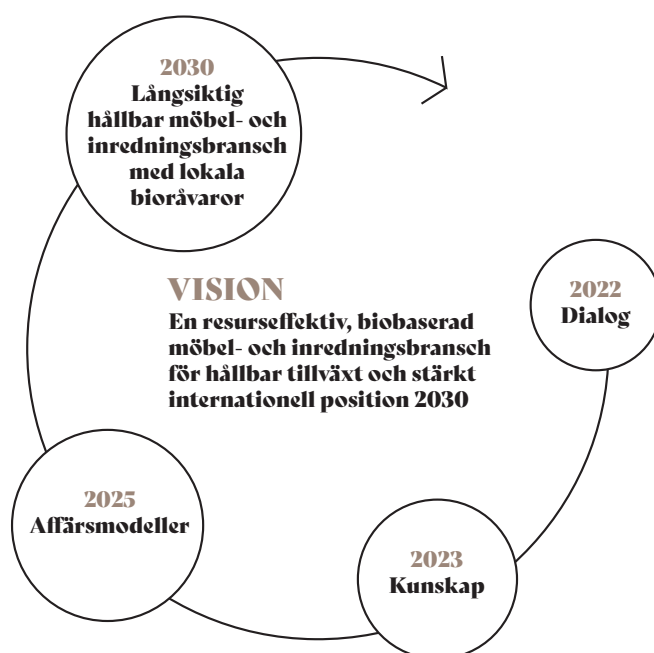 2030
Långsiktig
hållbar möbel- och
inredningsbransch
med lokala
bioråvaror
VISION
En resurseffektiv, biobaserad
möbel- och inredningsbransch
för hållbar tillväxt och stärkt
internationell position 2030
2022
Dialog
2025
Affärsmodeller
2023
Kunskap